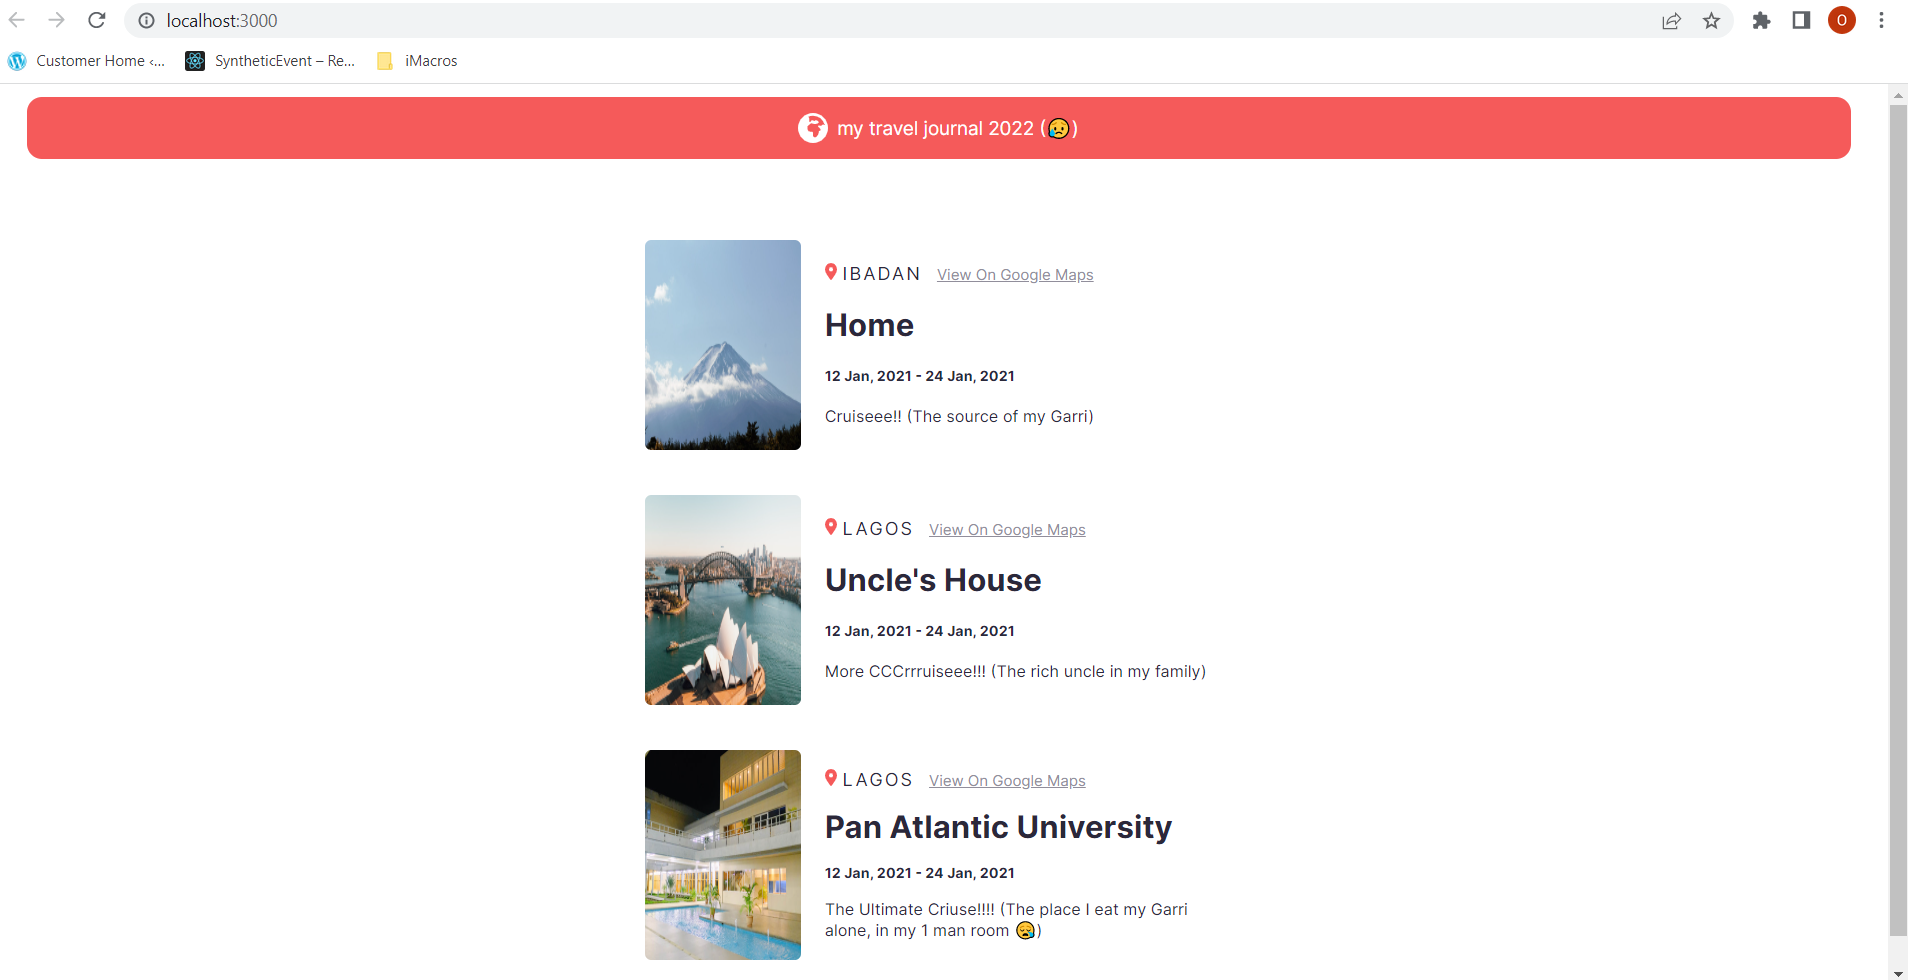 localhost:3000
O
Customer Home ‹...
SyntheticEvent – Re...
iMacros
my travel journal 2022 (😥)
IBADAN View On Google Maps
Home
12 Jan, 2021 - 24 Jan, 2021
Cruiseee!! (The source of my Garri)
LAGOS View On Google Maps
Uncle's House
12 Jan, 2021 - 24 Jan, 2021
More CCCrrruiseee!!! (The rich uncle in my family)
LAGOS View On Google Maps
Pan Atlantic University
12 Jan, 2021 - 24 Jan, 2021
The Ultimate Criuse!!!! (The place I eat my Garri
alone, in my 1 man room 😪)